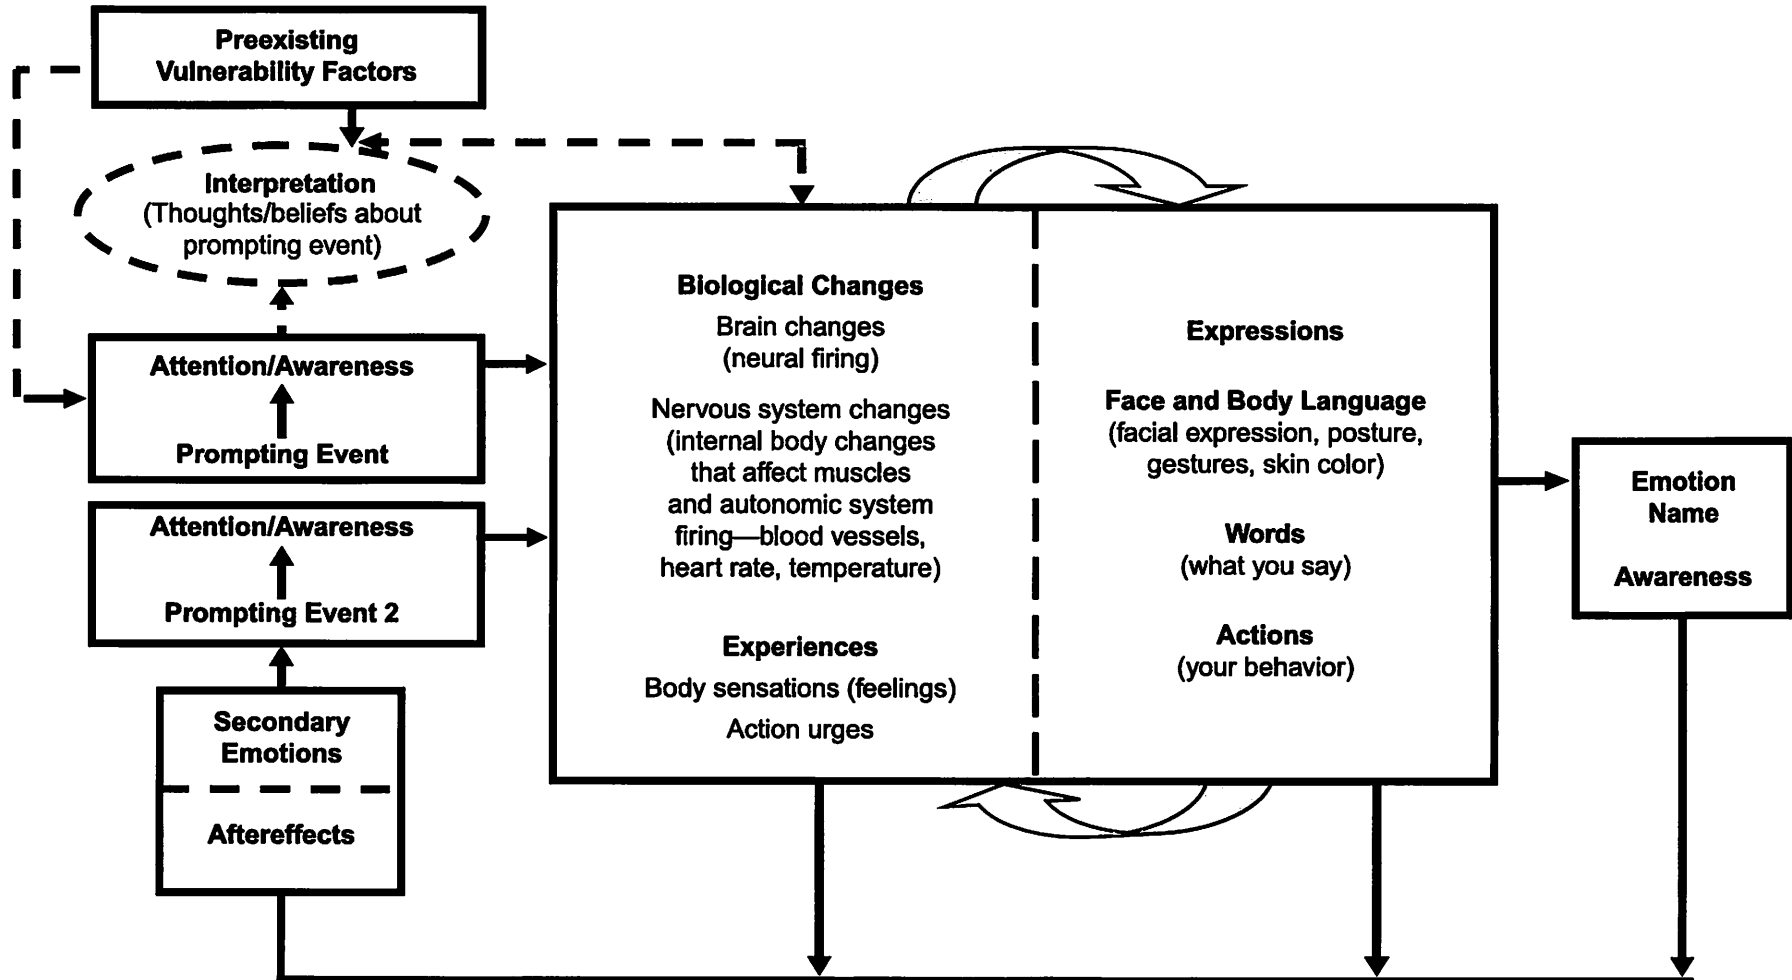 Preexisting
Vulnerability Factors
Interpretation
(Thoughts/beliefs about
prompting event)
Attention/Awareness
Prompting Event
Attention/Awareness
Prompting Event 2
Secondary
Emotions
Aftereffects
Biological Changes
Brain changes
(neural firing)
Nervous system changes
(internal body changes
that affect muscles
and autonomic system
firing—blood vessels,
heart rate, temperature)
Experiences
Body sensations (feelings)
Action urges
Expressions
Face and Body Language
(facial expression, posture,
gestures, skin color)
Words
(what you say)
Actions
(your behavior)
Emotion
Name
Awareness